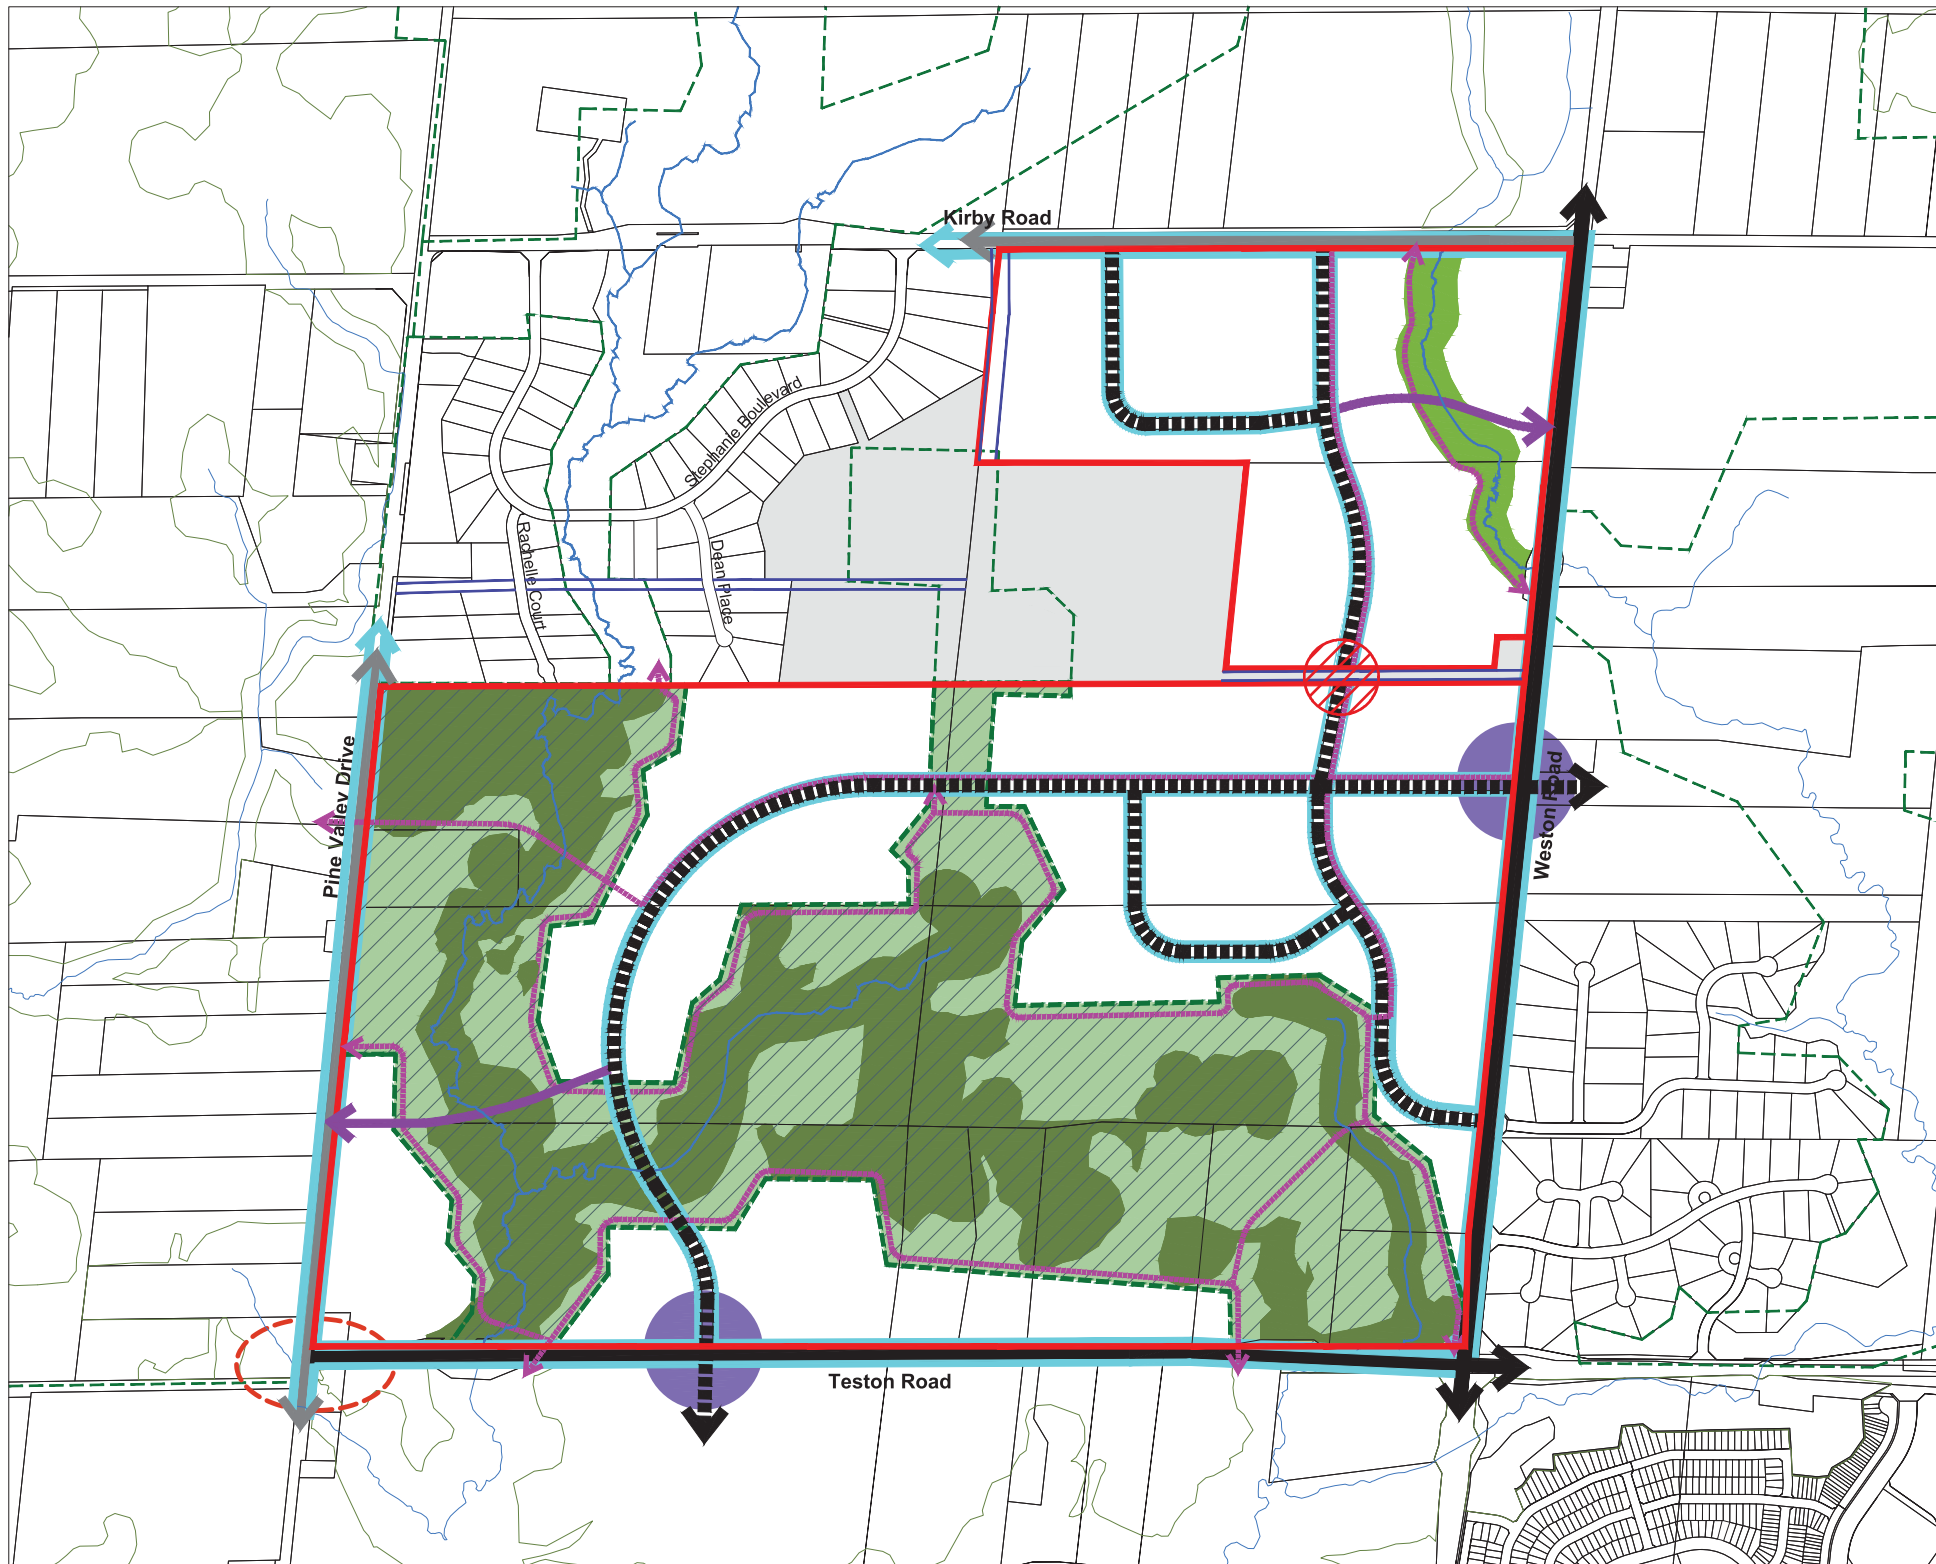 Kirby Road
Stephanie Boulevard
Rachelle Court
Dean Place
Pine Valley Drive
Weston Road
Teston Road